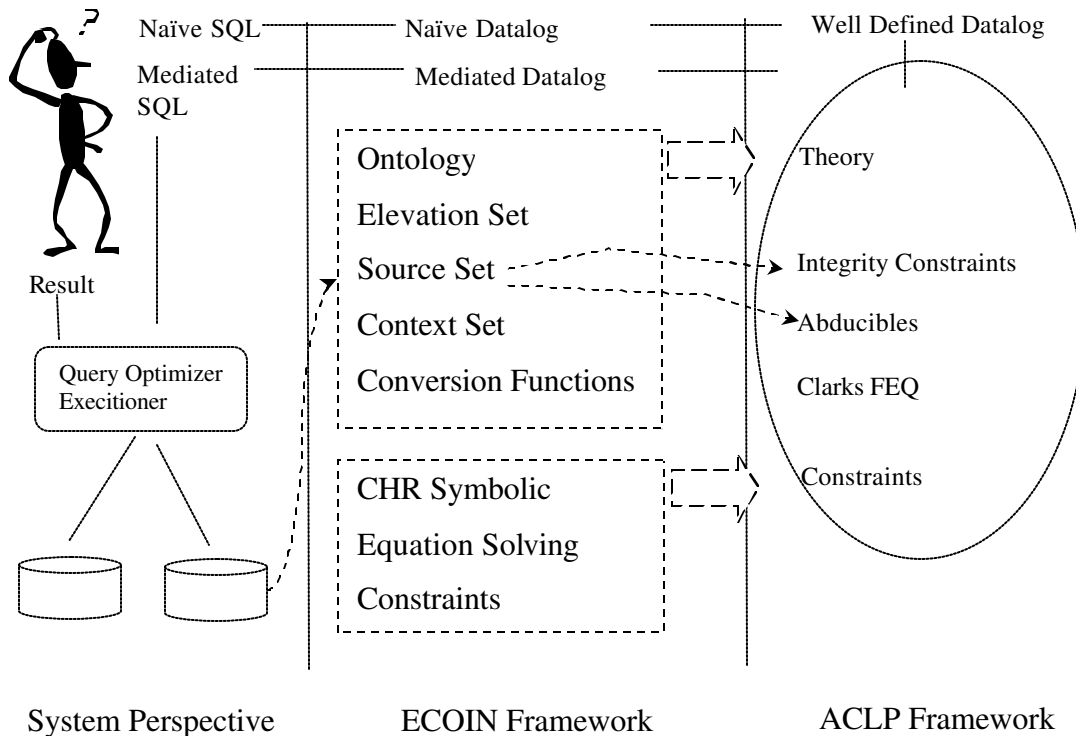 ?
Naïve SQL
Naïve Datalog
Well Defined Datalog
Mediated
SQL
Mediated Datalog
Ontology
Elevation Set
Source Set
Context Set
Conversion Functions
Theory
Integrity Constraints
Abducibles
Clarks FEQ
Constraints
Result
Query Optimizer
Execitioner
CHR Symbolic
Equation Solving
Constraints
System Perspective
ECOIN Framework
ACLP Framework